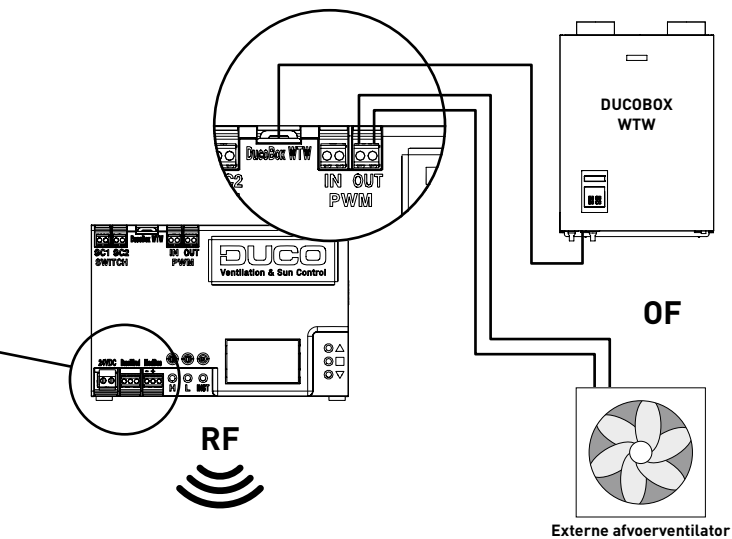 DUCOBOX
WTW
DucoBox WTW
IN OUT
PWM
SC1 SC2
SWITCH
DucoBox WTW
IN OUT
PWM
DUCO
Ventilation & Sun Control
OF
24VDC
H L INST
RF
Externe afvoerventilator